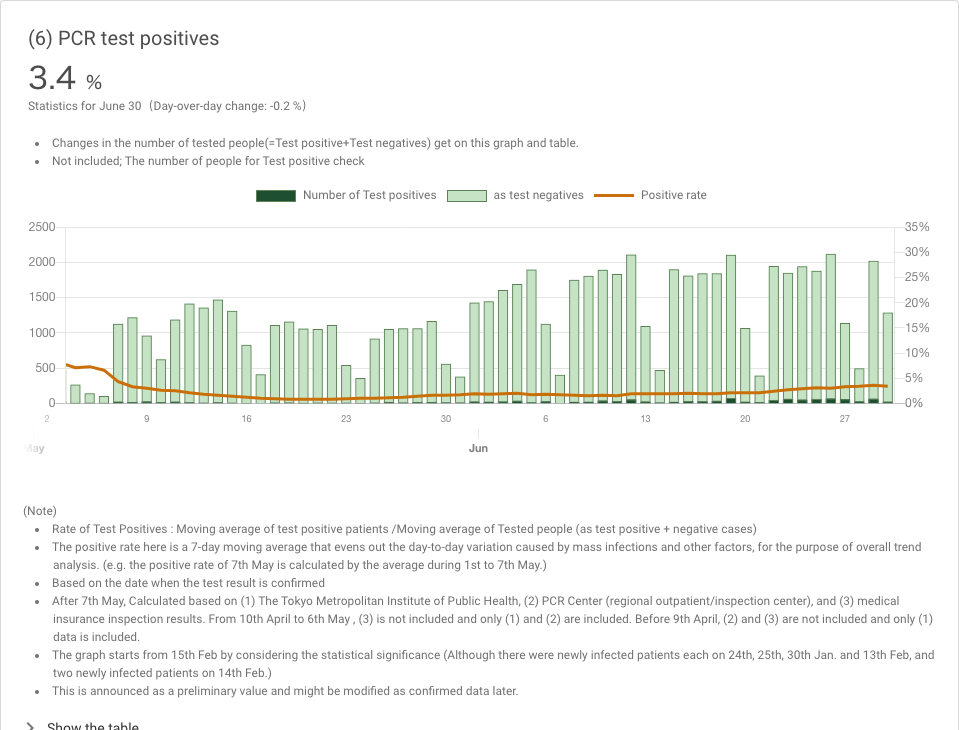 (6) PCR test positives
3.4 %
Statistics for June 30（Day-over-day change: -0.2 %）
• Changes in the number of tested people(=Test positive+Test negatives) get on this graph and table.
• Not included; The number of people for Test positive check
Number of Test positives as test negatives Positive rate
2500 35%
30%
2000
25%
1500 20%
15%
1000
10%
500
5%
0 0%
2 9 16 23 30 6 13 20 27
May Jun
(Note)
• Rate of Test Positives : Moving average of test positive patients /Moving average of Tested people (as test positive + negative cases)
• The positive rate here is a 7-day moving average that evens out the day-to-day variation caused by mass infections and other factors, for the purpose of overall trend
analysis. (e.g. the positive rate of 7th May is calculated by the average during 1st to 7th May.)
• Based on the date when the test result is confirmed
• After 7th May, Calculated based on (1) The Tokyo Metropolitan Institute of Public Health, (2) PCR Center (regional outpatient/inspection center), and (3) medical
insurance inspection results. From 10th April to 6th May , (3) is not included and only (1) and (2) are included. Before 9th April, (2) and (3) are not included and only (1)
data is included.
• The graph starts from 15th Feb by considering the statistical significance (Although there were newly infected patients each on 24th, 25th, 30th Jan. and 13th Feb, and
two newly infected patients on 14th Feb.)
• This is announced as a preliminary value and might be modified as confirmed data later.
Show the table